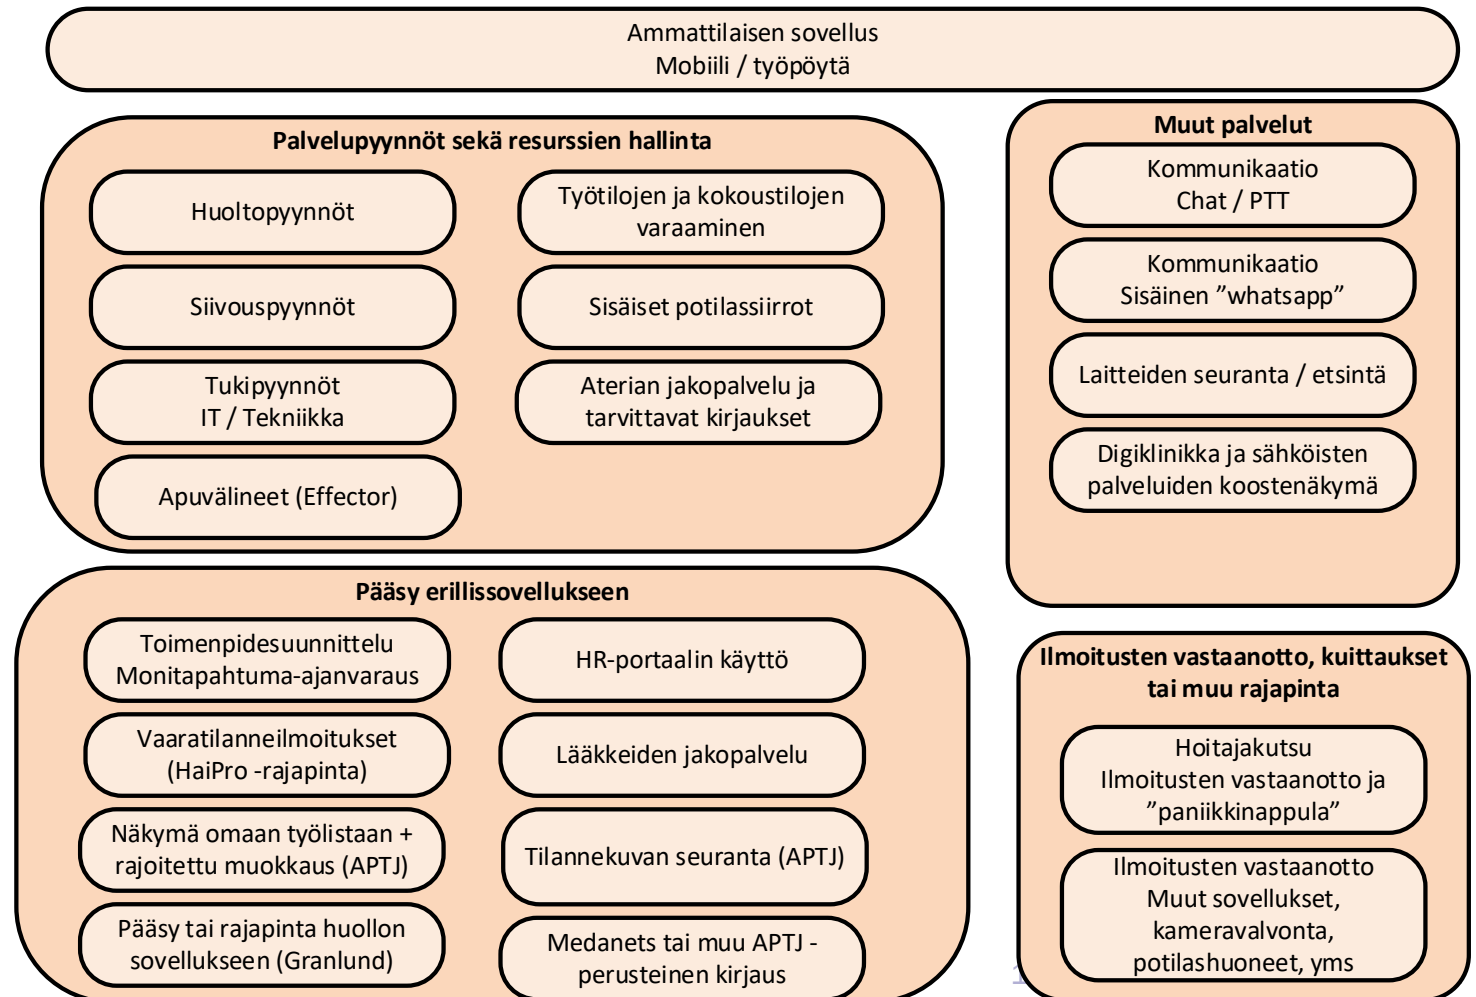 Ammattilaisen sovellus
Mobiili / työpöytä
Palvelupyynnöt sekä resurssien hallinta
Huoltopyynnöt
Siivouspyynnöt
Tukipyynnöt
IT / Tekniikka
Apuvälineet (Effector)
Työtilojen ja kokoustilojen
varaaminen
Sisäiset potilassiirrot
Aterian jakopalvelu ja
tarvittavat kirjaukset
Muut palvelut
Kommunikaatio
Chat / PTT
Kommunikaatio
Sisäinen ”whatsapp”
Laitteiden seuranta / etsintä
Digiklinikka ja sähköisten
palveluiden koostenäkymä
Pääsy erillissovellukseen
Toimenpidesuunnittelu
Monitapahtuma-ajanvaraus
Vaaratilanneilmoitukset
(HaiPro -rajapinta)
Näkymä omaan työlistaan +
rajoitettu muokkaus (APTJ)
Pääsy tai rajapinta huollon
sovellukseen (Granlund)
HR-portaalin käyttö
Lääkkeiden jakopalvelu
Tilannekuvan seuranta (APTJ)
Medanets tai muu APTJ -
perusteinen kirjaus
Ilmoitusten vastaanotto, kuittaukset
tai muu rajapinta
Hoitajakutsu
Ilmoitusten vastaanotto ja
”paniikkinappula”
Ilmoitusten vastaanotto
Muut sovellukset,
kameravalvonta,
potilashuoneet, yms